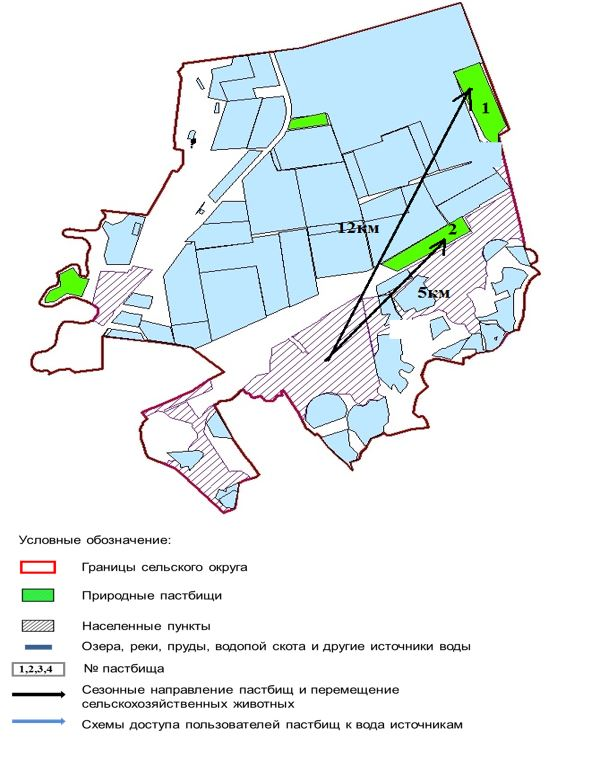 1
12км
2
5км
Условные обозначение:
Границы сельского округа
Природные пастбищи
Населенные пункты
Озера, реки, пруды, водопой скота и другие источники воды
1,2,3,4 № пастбища
Сезонные направление пастбищ и перемещение
сельскохозяйственных животных
Схемы доступа пользователей пастбищ к вода источникам